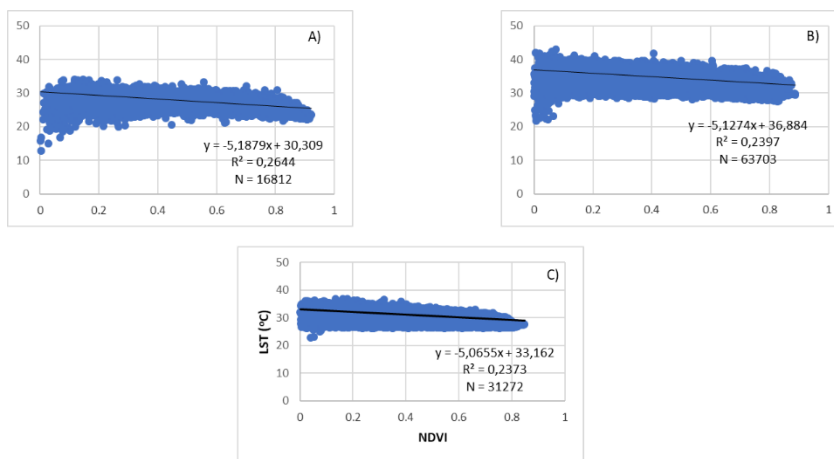 A)
50
40
30
20
10
0
y = -5,1879x + 30,309
R² = 0,2644
N = 16812
0 0.2 0.4 0.6 0.8 1
B)
50
40
30
20
10
0
y = -5,1274x + 36,884
R² = 0,2397
N = 63703
0 0.2 0.4 0.6 0.8 1
C)
LST (ºC)
50
40
30
20
10
0
y = -5,0655x + 33,162
R² = 0,2373
N = 31272
0 0.2 0.4 0.6 0.8 1
NDVI